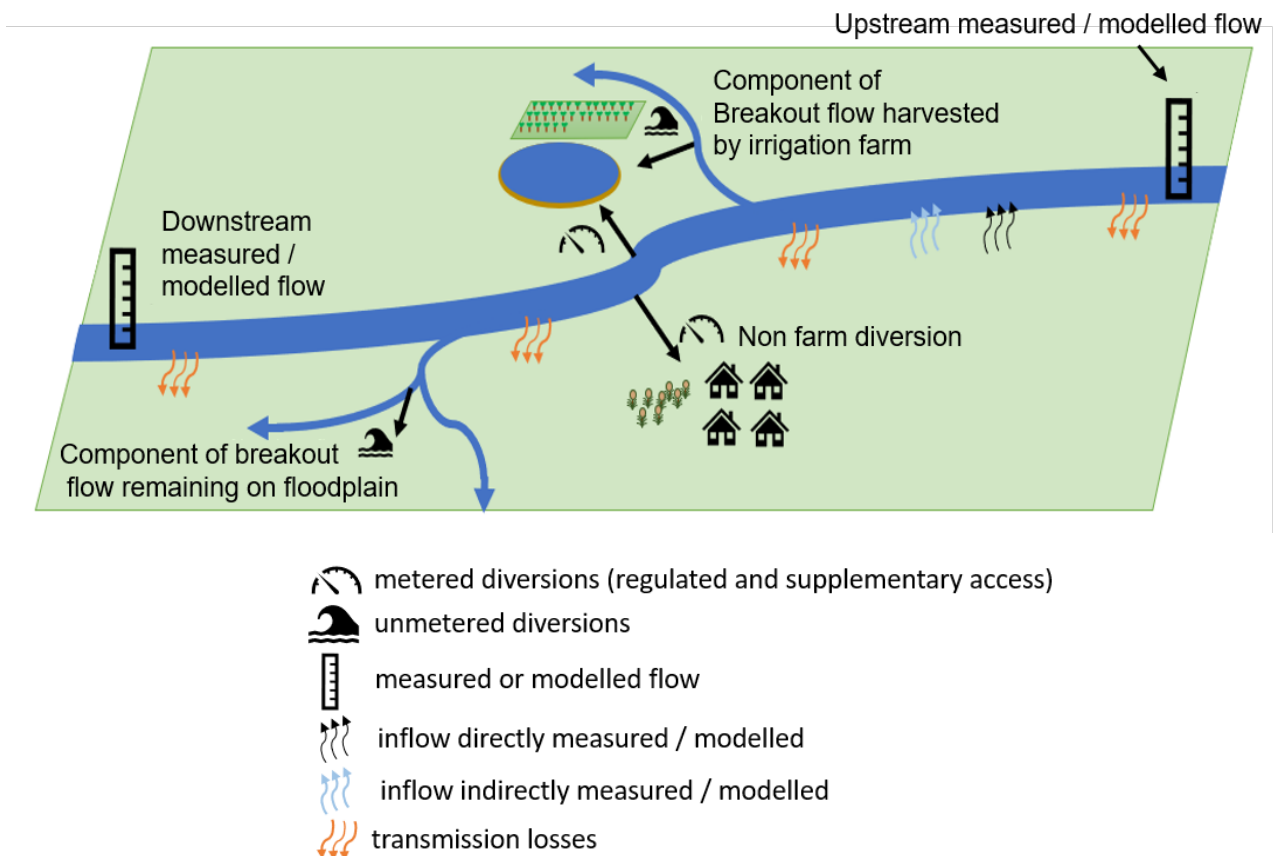 Upstream measured / modelled flow
Component of
Breakout flow harvested
by irrigation farm
Downstream
measured /
modelled flow
Non farm diversion
Component of breakout
flow remaining on floodplain
metered diversions (regulated and supplementary access)
unmetered diversions
measured or modelled flow
inflow directly measured / modelled
inflow indirectly measured / modelled
transmission losses